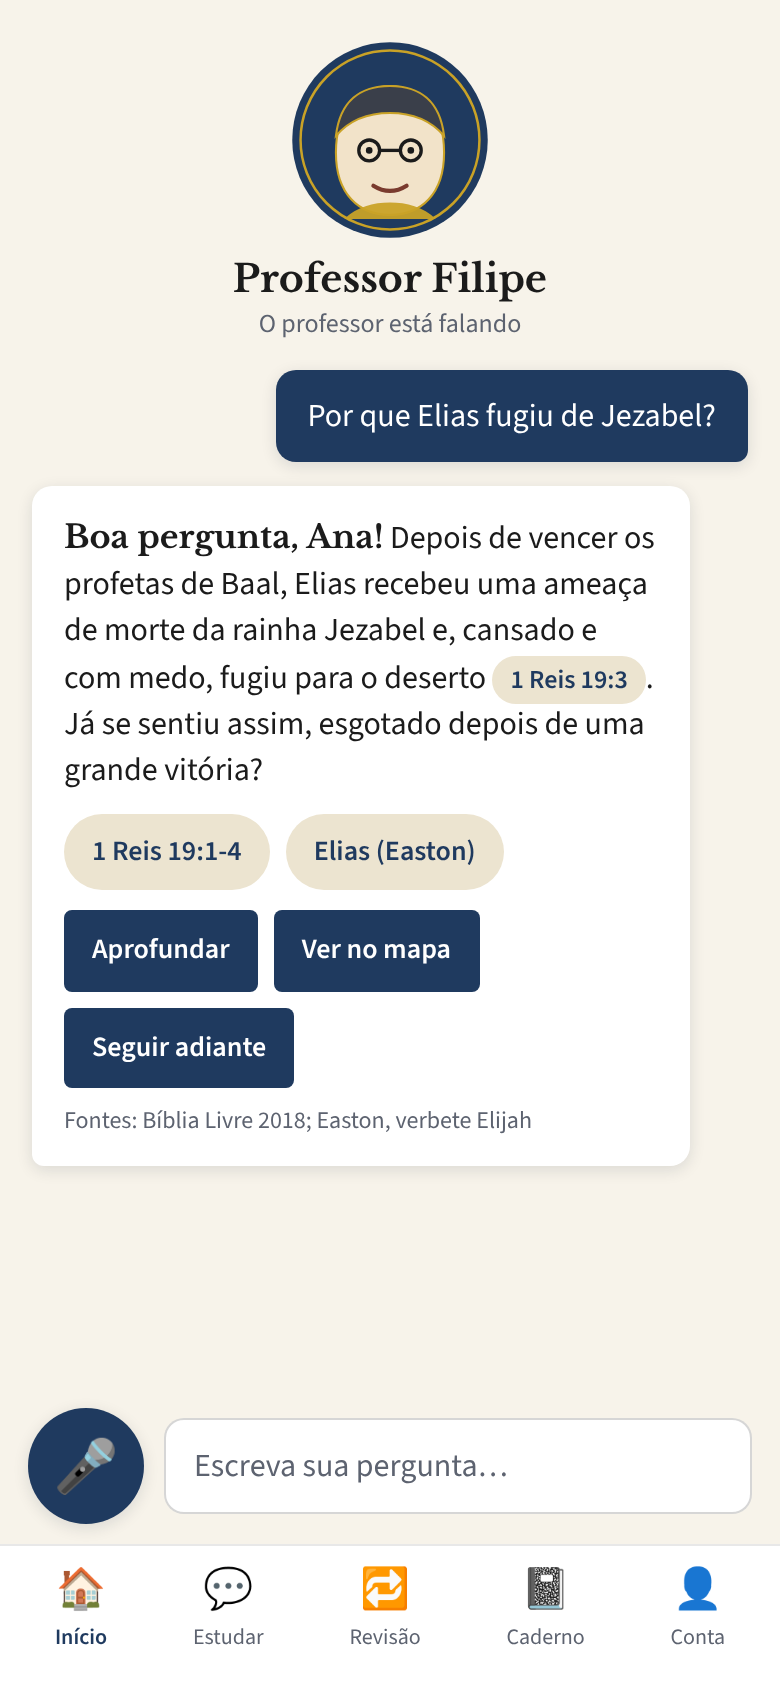 Professor Filipe
O professor está falando
Por que Elias fugiu de Jezabel?
Boa pergunta, Ana! Depois de vencer os
profetas de Baal, Elias recebeu uma ameaça
de morte da rainha Jezabel e, cansado e
com medo, fugiu para o deserto 1 Reis 19:3.
Já se sentiu assim, esgotado depois de uma
grande vitória?
1 Reis 19:1-4 Elias (Easton)
Aprofundar Ver no mapa
Seguir adiante
Fontes: Bíblia Livre 2018; Easton, verbete Elijah
Escreva sua pergunta…
Início Estudar Revisão Caderno Conta